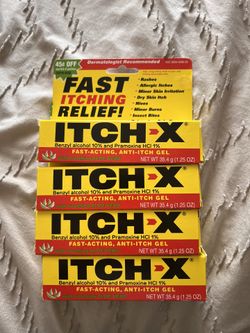 45¢ OFF
Dermatologist Recommended
FAST
ITCHING
RELIEF!
• Rashes
• Allergic Itches
• Minor Skin Irritation
• Dry Skin Itch
• Hives
• Minor Burns
• Insect Bites
ITCH-X
Benzyl alcohol 10% and Pramoxine HCl 1%
FAST-ACTING, ANTI-ITCH GEL
NET WT 35.4 g (1.25 OZ)
ITCH-X
Benzyl alcohol 10% and Pramoxine HCl 1%
FAST-ACTING, ANTI-ITCH GEL
NET WT 35.4 g (1.25 OZ)
ITCH-X
Benzyl alcohol 10% and Pramoxine HCl 1%
FAST-ACTING, ANTI-ITCH GEL
NET WT 35.4 g (1.25 OZ)
ITCH-X
Benzyl alcohol 10% and Pramoxine HCl 1%
FAST-ACTING, ANTI-ITCH GEL
NET WT 35.4 g (1.25 OZ)